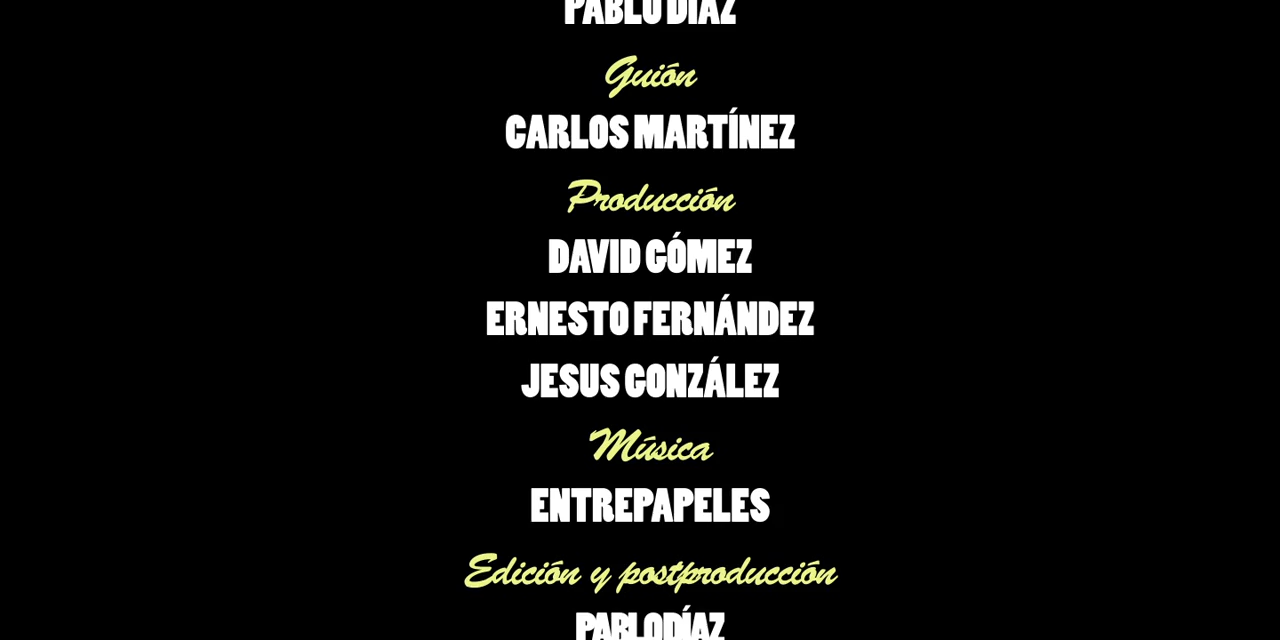 PABLO DÍAZ
Guión
CARLOS MARTÍNEZ
Producción
DAVID GÓMEZ
ERNESTO FERNÁNDEZ
JESUS GONZÁLEZ
Música
ENTREPAPELES
Edición y postproducción
PABLO DÍAZ